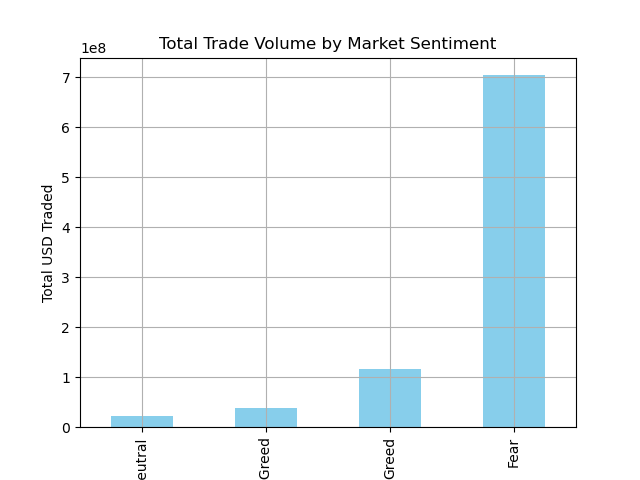 Total Trade Volume by Market Sentiment
1e8
7
6
5
4
3
2
1
0
Total USD Traded
eutral
Greed
Greed
Fear